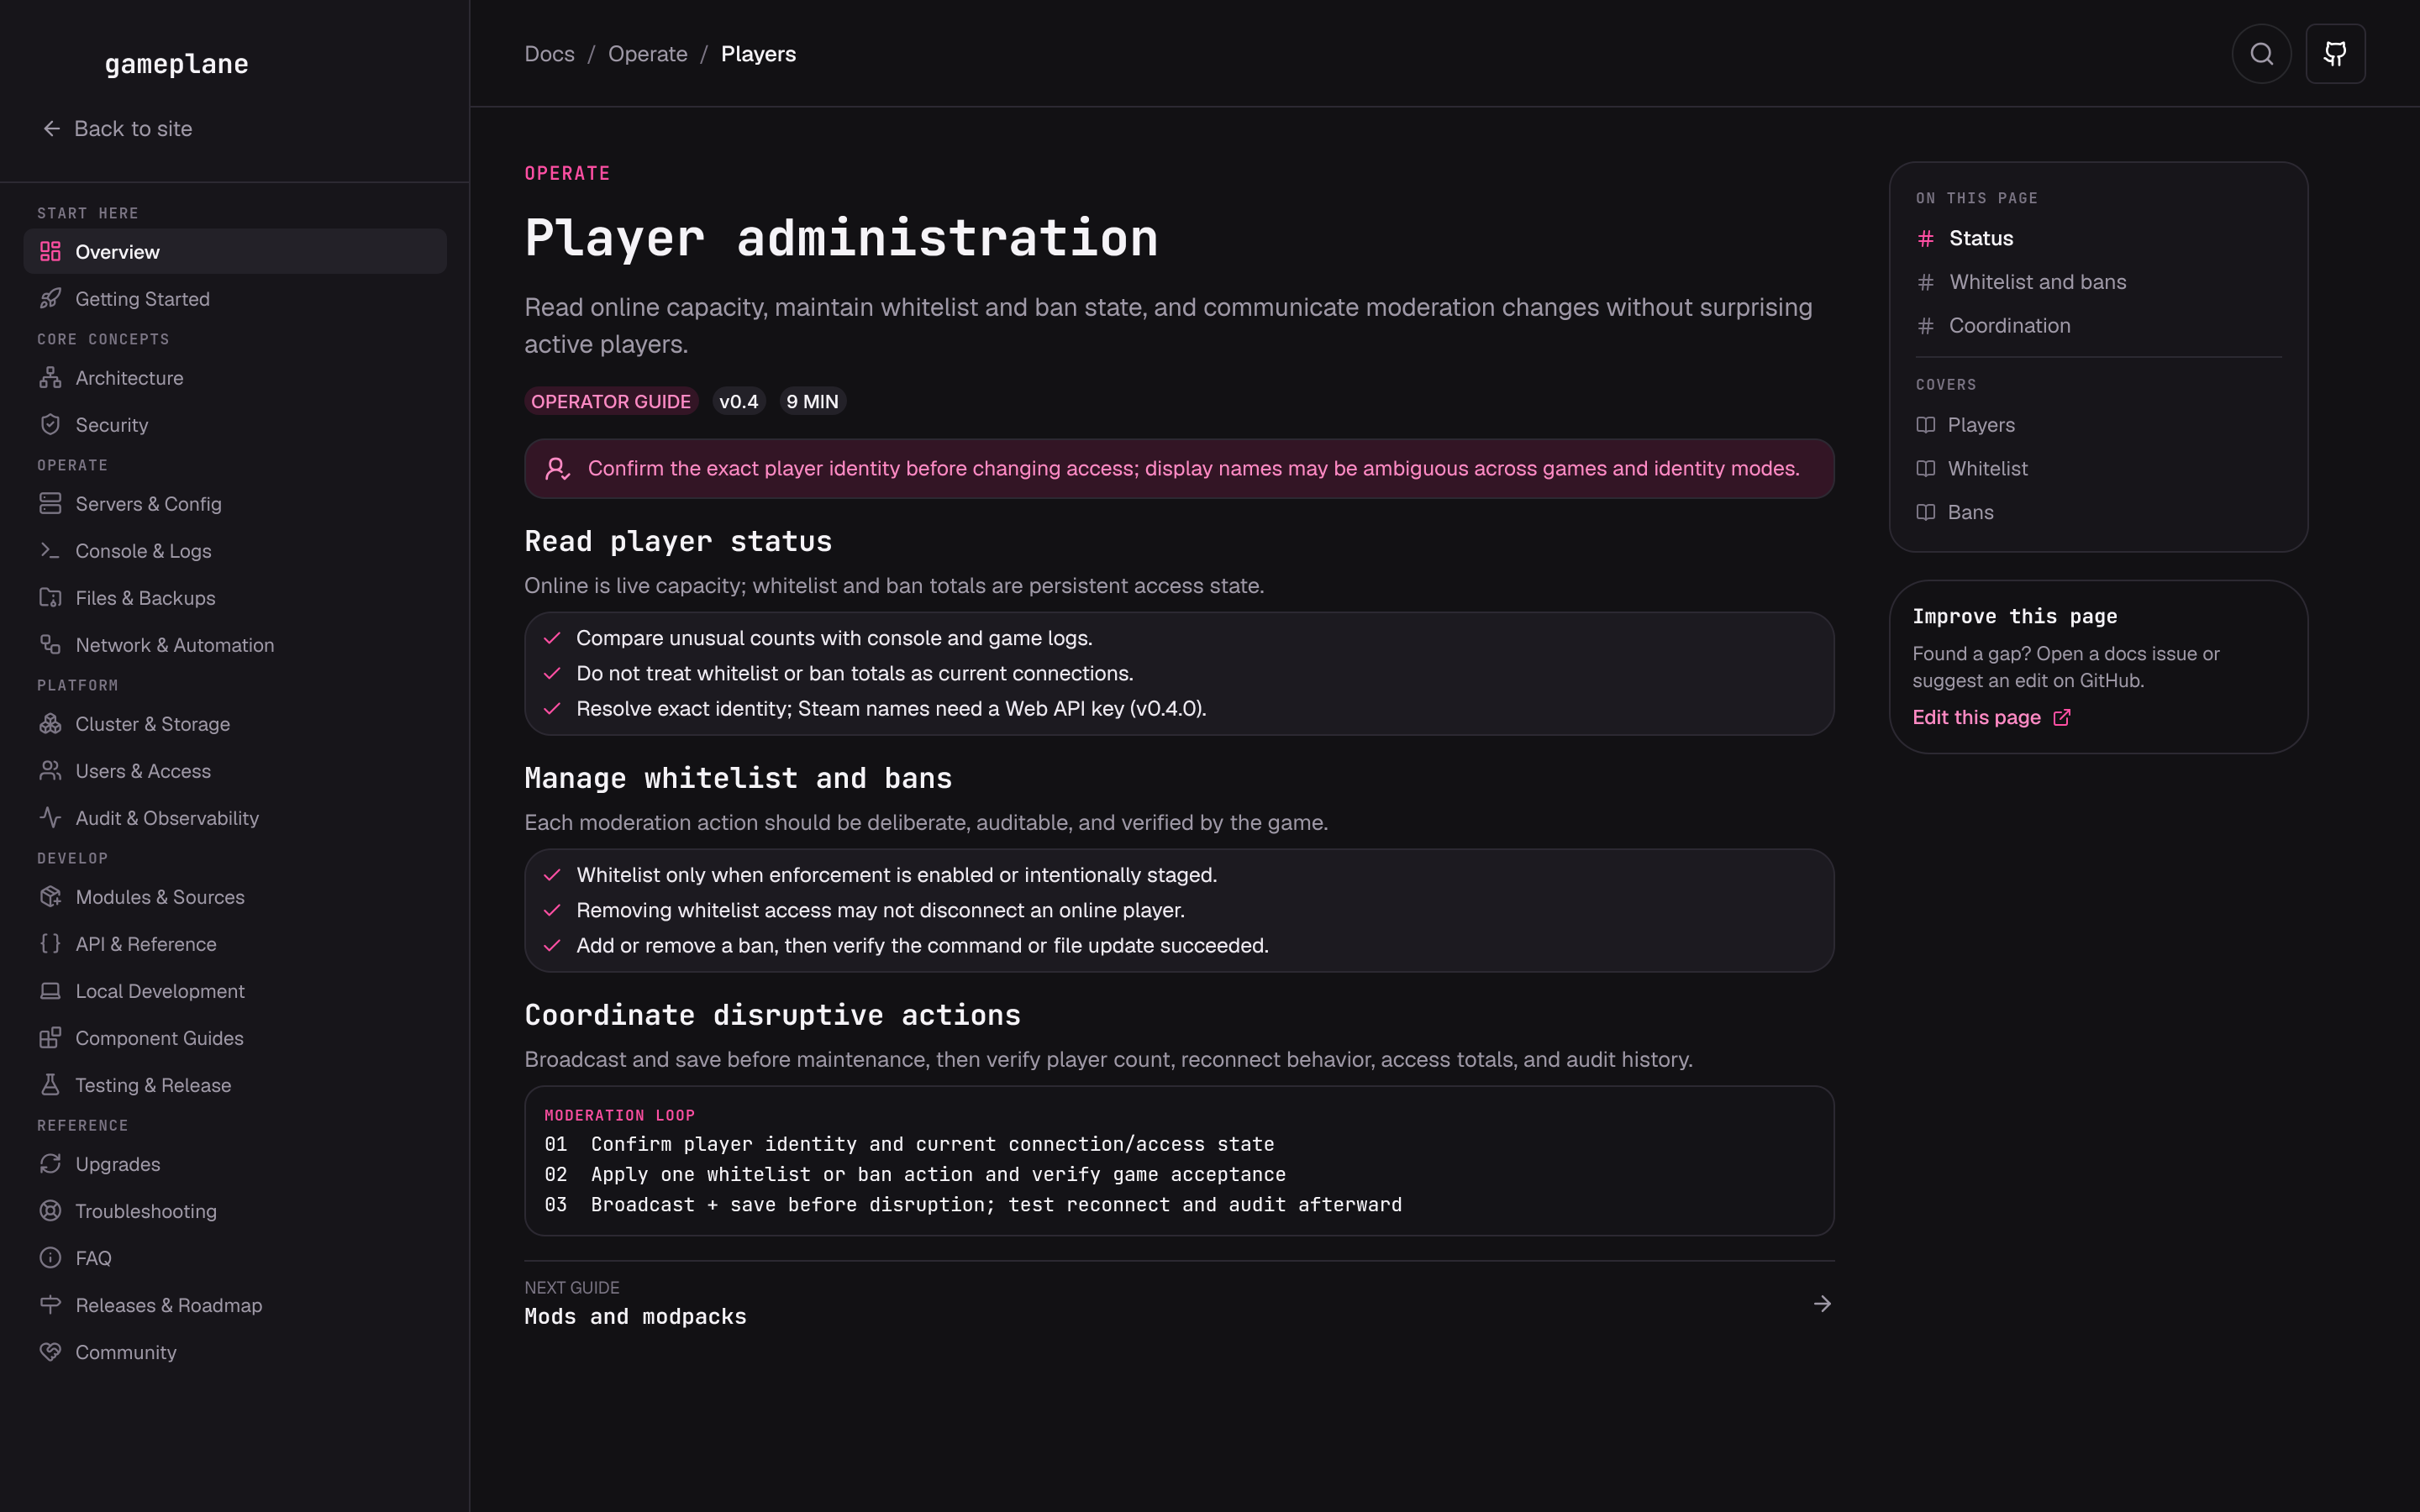 gameplane
Back to site
START HERE
Overview
Getting Started
CORE CONCEPTS
Architecture
Security
OPERATE
Servers & Config
Console & Logs
Files & Backups
Network & Automation
PLATFORM
Cluster & Storage
Users & Access
Audit & Observability
DEVELOP
Modules & Sources
API & Reference
Local Development
Component Guides
Testing & Release
REFERENCE
Upgrades
Troubleshooting
FAQ
Releases & Roadmap
Community
Docs / Operate / Players
OPERATE
Player administration
Read online capacity, maintain whitelist and ban state, and communicate moderation changes without surprising
active players.
OPERATOR GUIDE v0.4 9 MIN
Confirm the exact player identity before changing access; display names may be ambiguous across games and identity modes.
Read player status
Online is live capacity; whitelist and ban totals are persistent access state.
Compare unusual counts with console and game logs.
Do not treat whitelist or ban totals as current connections.
Resolve exact identity; Steam names need a Web API key (v0.4.0).
Manage whitelist and bans
Each moderation action should be deliberate, auditable, and verified by the game.
Whitelist only when enforcement is enabled or intentionally staged.
Removing whitelist access may not disconnect an online player.
Add or remove a ban, then verify the command or file update succeeded.
Coordinate disruptive actions
Broadcast and save before maintenance, then verify player count, reconnect behavior, access totals, and audit history.
MODERATION LOOP
01 Confirm player identity and current connection/access state
02 Apply one whitelist or ban action and verify game acceptance
03 Broadcast + save before disruption; test reconnect and audit afterward
NEXT GUIDE
Mods and modpacks
ON THIS PAGE
# Status
# Whitelist and bans
# Coordination
COVERS
Players
Whitelist
Bans
Improve this page
Found a gap? Open a docs issue or
suggest an edit on GitHub.
Edit this page